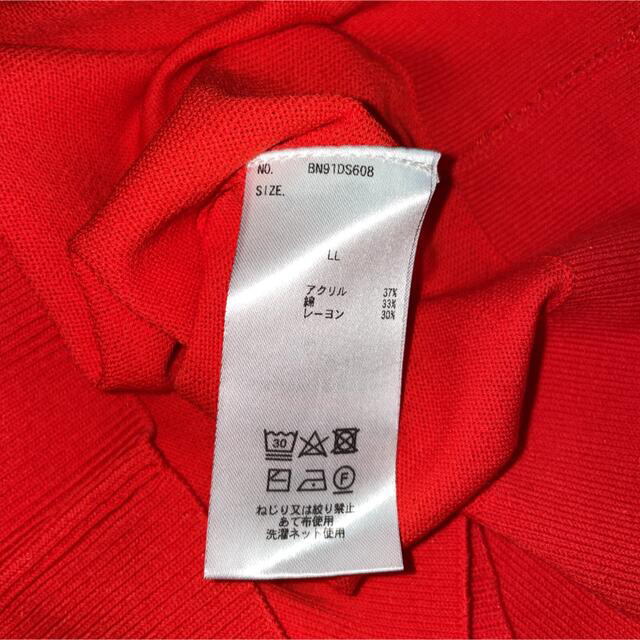 NO. BN91DS608
SIZE.
LL
アクリル 37%
綿 33%
レーヨン 30%
30
F
ねじり又は絞り禁止
あて布使用
洗濯ネット使用